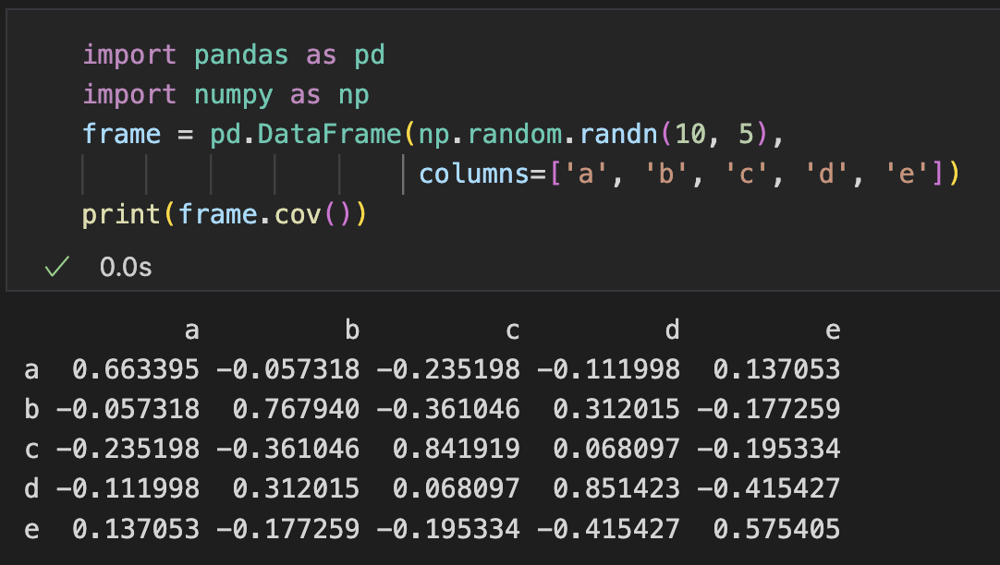 import pandas as pd
import numpy as np
frame = pd.DataFrame(np.random.randn(10, 5),
columns=['a', 'b', 'c', 'd', 'e'])
print(frame.cov())
✓ 0.0s
a b c d e
a 0.663395 -0.057318 -0.235198 -0.111998 0.137053
b -0.057318 0.767940 -0.361046 0.312015 -0.177259
c -0.235198 -0.361046 0.841919 0.068097 -0.195334
d -0.111998 0.312015 0.068097 0.851423 -0.415427
e 0.137053 -0.177259 -0.195334 -0.415427 0.575405